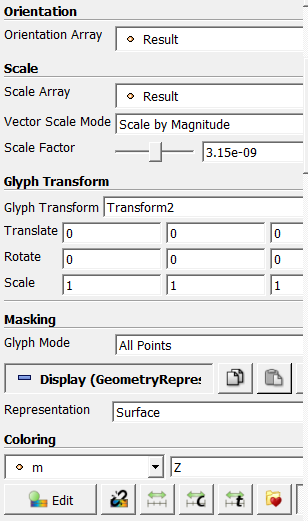 Orientation
Orientation Array Result
Scale
Scale Array Result
Vector Scale Mode Scale by Magnitude
Scale Factor 3.15e-09
Glyph Transform
Glyph Transform Transform2
Translate 0 0 0
Rotate 0 0 0
Scale 1 1 1
Masking
Glyph Mode All Points
Display (GeometryRepres
Representation Surface
Coloring
m Z
Edit c t